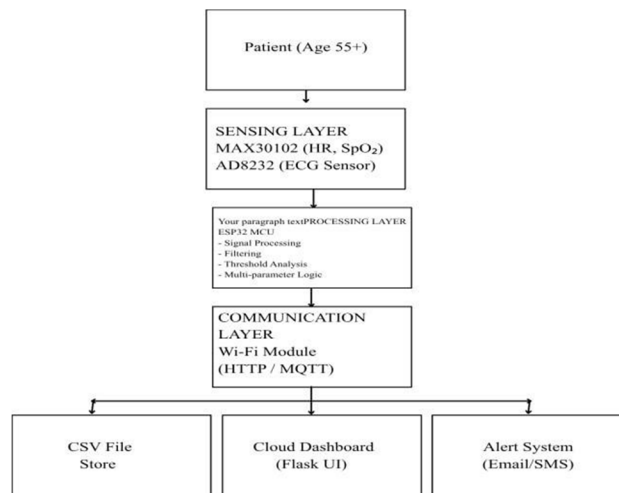 Patient (Age 55+)
SENSING LAYER
MAX30102 (HR, SpO₂)
AD8232 (ECG Sensor)
Your paragraph textPROCESSING LAYER
ESP32 MCU
- Signal Processing
- Filtering
- Threshold Analysis
- Multi-parameter Logic
COMMUNICATION
LAYER
Wi-Fi Module
(HTTP / MQTT)
CSV File
Store
Cloud Dashboard
(Flask UI)
Alert System
(Email/SMS)